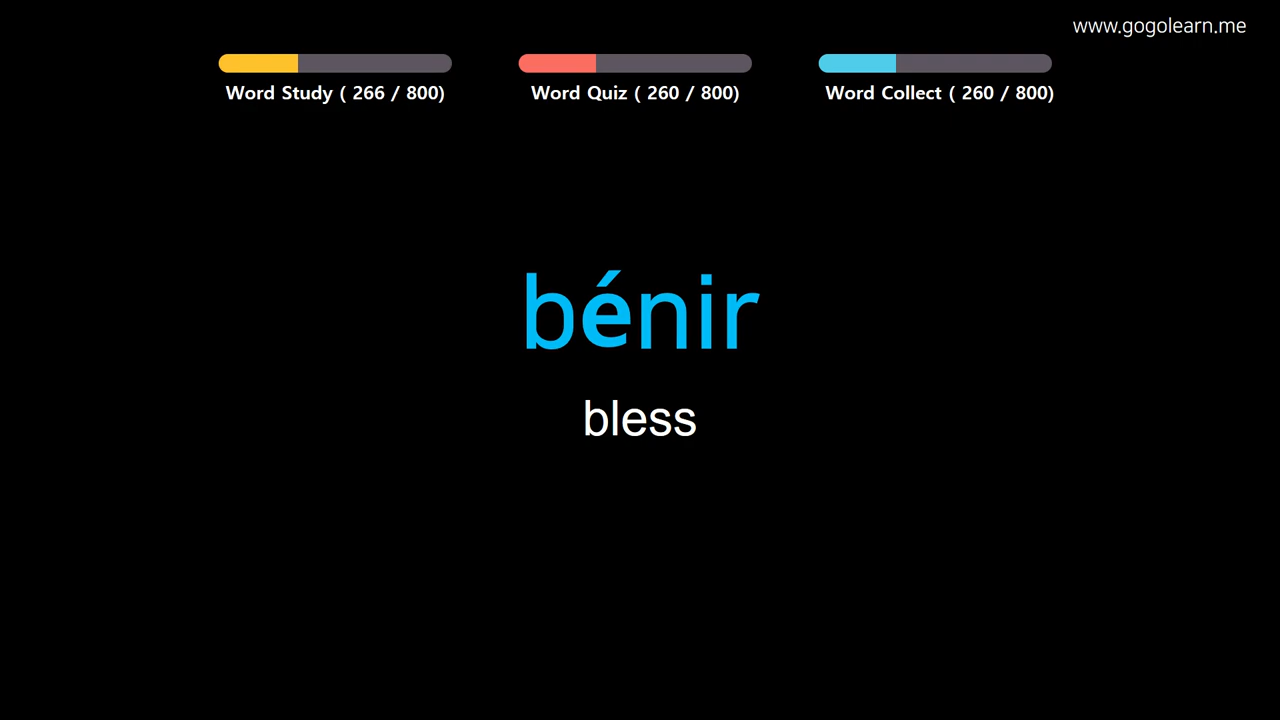 www.gogolearn.me
Word Study ( 266 / 800)
Word Quiz ( 260 / 800)
Word Collect ( 260 / 800)
bénir
bless